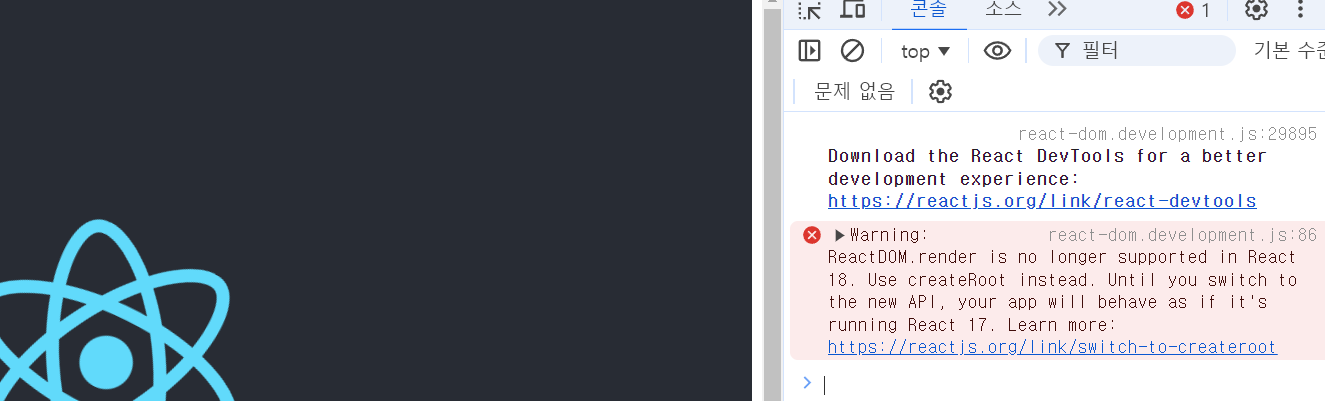 콘솔 소스 1
top 필터 기본 수준
문제 없음
react-dom.development.js:29895
Download the React DevTools for a better
development experience:
https://reactjs.org/link/react-devtools
Warning: react-dom.development.js:86
ReactDOM.render is no longer supported in React
18. Use createRoot instead. Until you switch to
the new API, your app will behave as if it's
running React 17. Learn more:
https://reactjs.org/link/switch-to-createroot